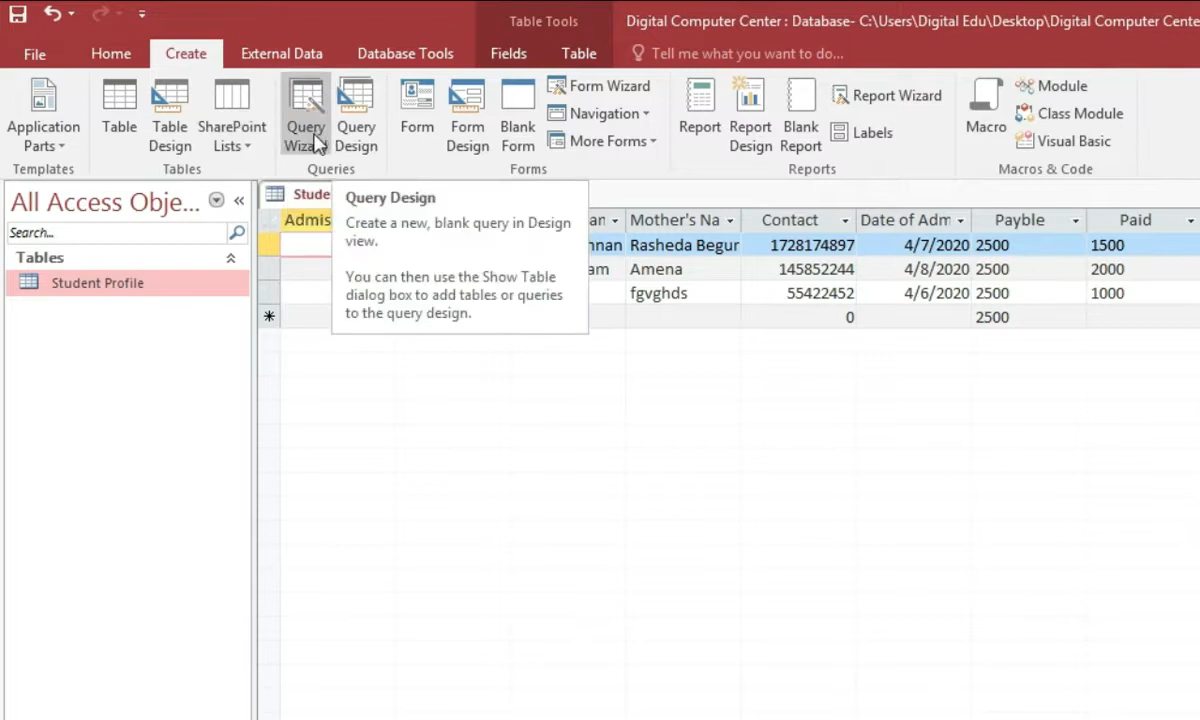 Table Tools
Digital Computer Center : Database- C:\Users\Digital Edu\Desktop\Digital Computer Cente
File Home Create External Data Database Tools Fields Table Tell me what you want to do...
Application Parts
Table
Table Design
SharePoint Lists
Query
Query Design
Form
Form Design
Blank Form
Form Wizard
Navigation
More Forms
Report
Report Design
Blank Report
Report Wizard
Labels
Macro
Module
Class Module
Visual Basic
Templates Tables Queries Forms Reports Macros & Code
All Access Obje...
Search...
Tables
Student Profile
Stude
Query Design
Create a new, blank query in Design
view.
You can then use the Show Table
dialog box to add tables or queries
to the query design.
Admis an Mother's Na Contact Date of Adm Payble Paid
nnan Rasheda Begur 1728174897 4/7/2020 2500 1500
am Amena 145852244 4/8/2020 2500 2000
fgvghds 55422452 4/6/2020 2500 1000
* 0 2500